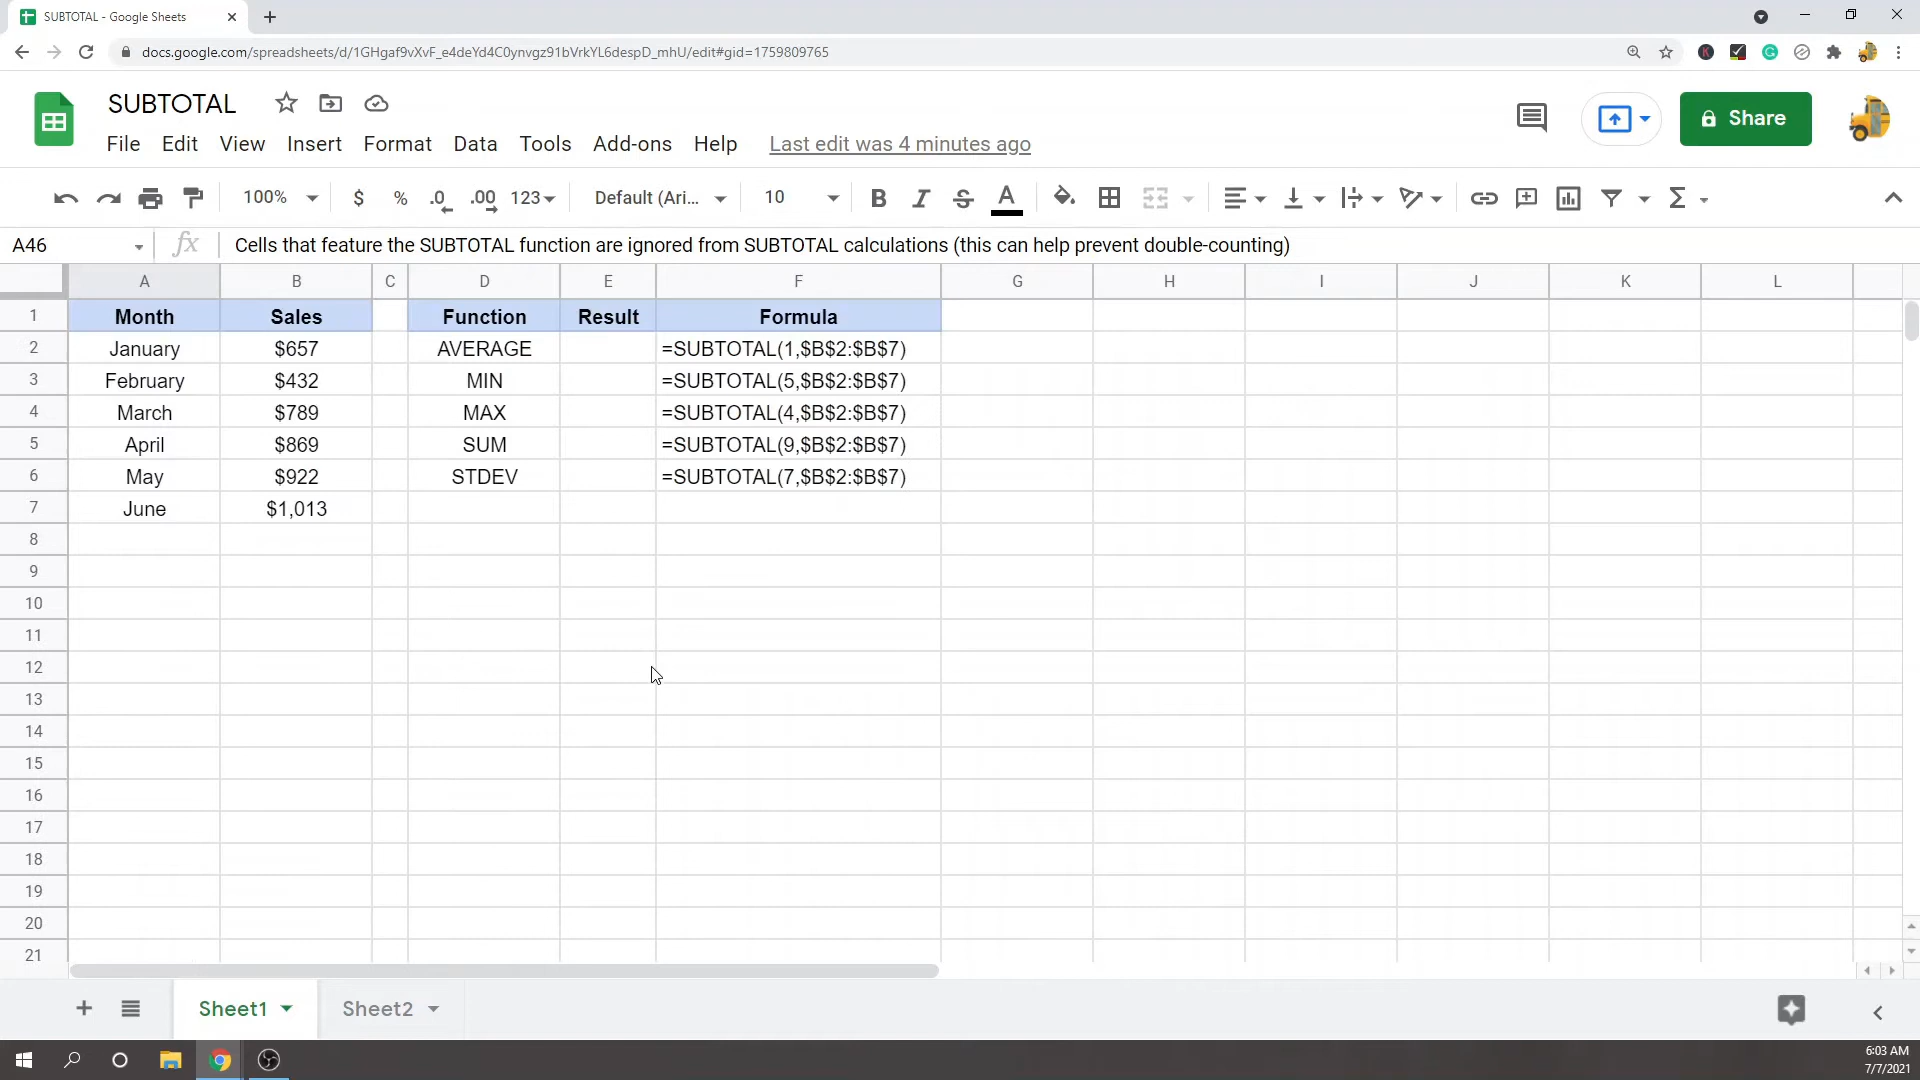 SUBTOTAL - Google Sheets
docs.google.com/spreadsheets/d/1GHgaf9vXvF_e4deYd4C0ynvgz91bVrkYL6despD_mhU/edit#gid=1759809765
SUBTOTAL
File Edit View Insert Format Data Tools Add-ons Help Last edit was 4 minutes ago
Share
100% $ % .0 .00 123 Default (Ari... 10 B I S A Σ
A46 fx Cells that feature the SUBTOTAL function are ignored from SUBTOTAL calculations (this can help prevent double-counting)
A B C D E F G H I J K L
1 Month Sales Function Result Formula
2 January $657 AVERAGE =SUBTOTAL(1,$B$2:$B$7)
3 February $432 MIN =SUBTOTAL(5,$B$2:$B$7)
4 March $789 MAX =SUBTOTAL(4,$B$2:$B$7)
5 April $869 SUM =SUBTOTAL(9,$B$2:$B$7)
6 May $922 STDEV =SUBTOTAL(7,$B$2:$B$7)
7 June $1,013
8
9
10
11
12
13
14
15
16
17
18
19
20
21
Sheet1 Sheet2
6:03 AM
7/7/2021